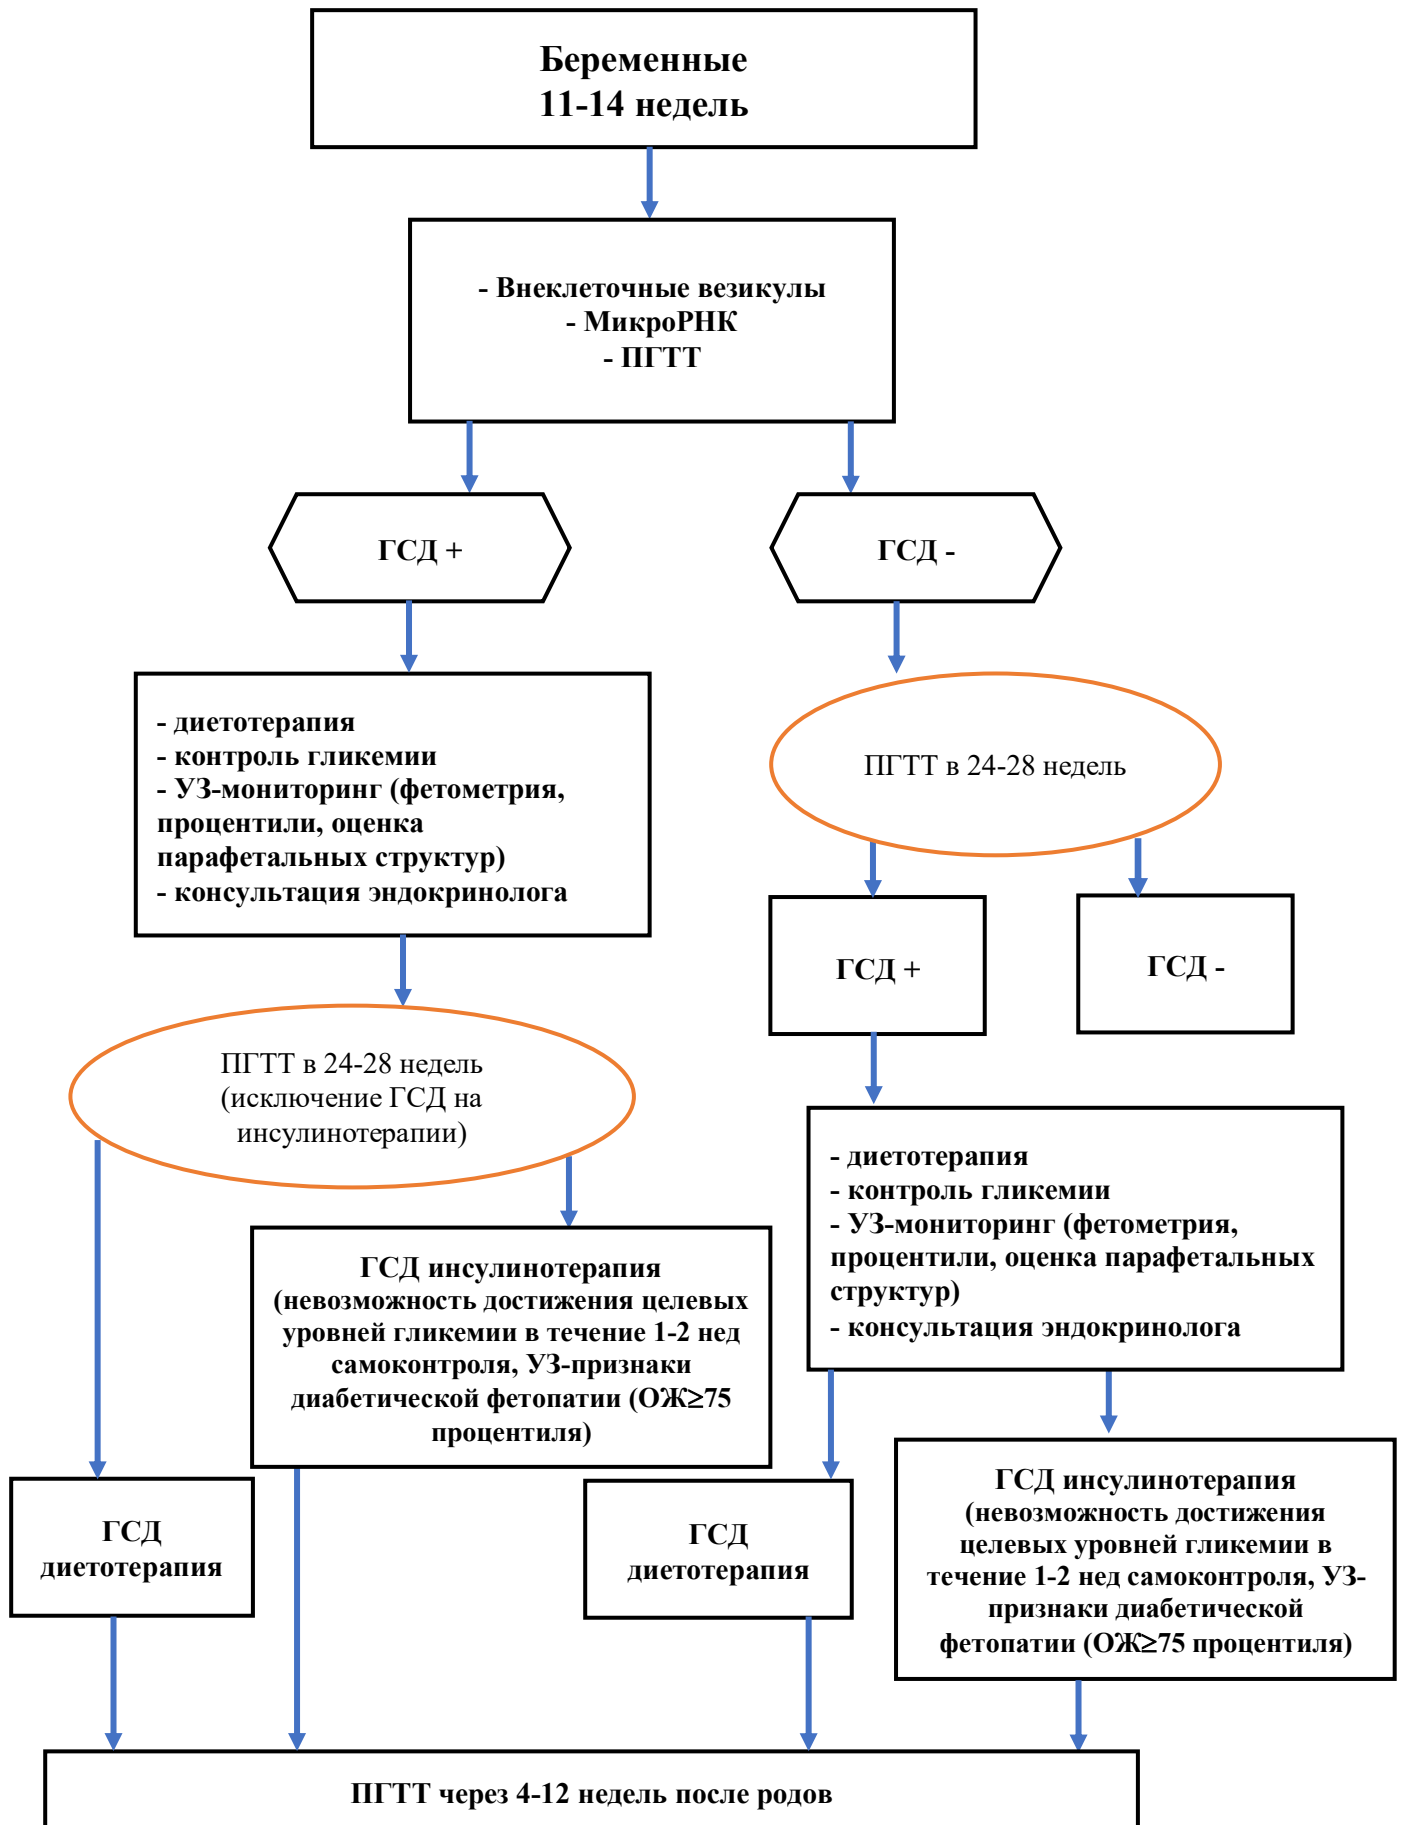 Беременные
11-14 недель
- Внеклеточные везикулы
- МикроРНК
- ПГТТ
ГСД +
ГСД -
- диетотерапия
- контроль гликемии
- УЗ-мониторинг (фетометрия,
процентили, оценка
парафетальных структур)
- консультация эндокринолога
ПГТТ в 24-28 недель
ГСД +
ГСД -
ПГТТ в 24-28 недель
(исключение ГСД на
инсулинотерапии)
- диетотерапия
- контроль гликемии
- УЗ-мониторинг (фетометрия,
процентили, оценка парафетальных
структур)
- консультация эндокринолога
ГСД инсулинотерапия
(невозможность достижения целевых
уровней гликемии в течение 1-2 нед
самоконтроля, УЗ-признаки
диабетической фетопатии (ОЖ≥75
процентиля)
ГСД
диетотерапия
ГСД
диетотерапия
ГСД инсулинотерапия
(невозможность достижения
целевых уровней гликемии в
течение 1-2 нед самоконтроля, УЗ-
признаки диабетической
фетопатии (ОЖ≥75 процентиля)
ПГТТ через 4-12 недель после родов